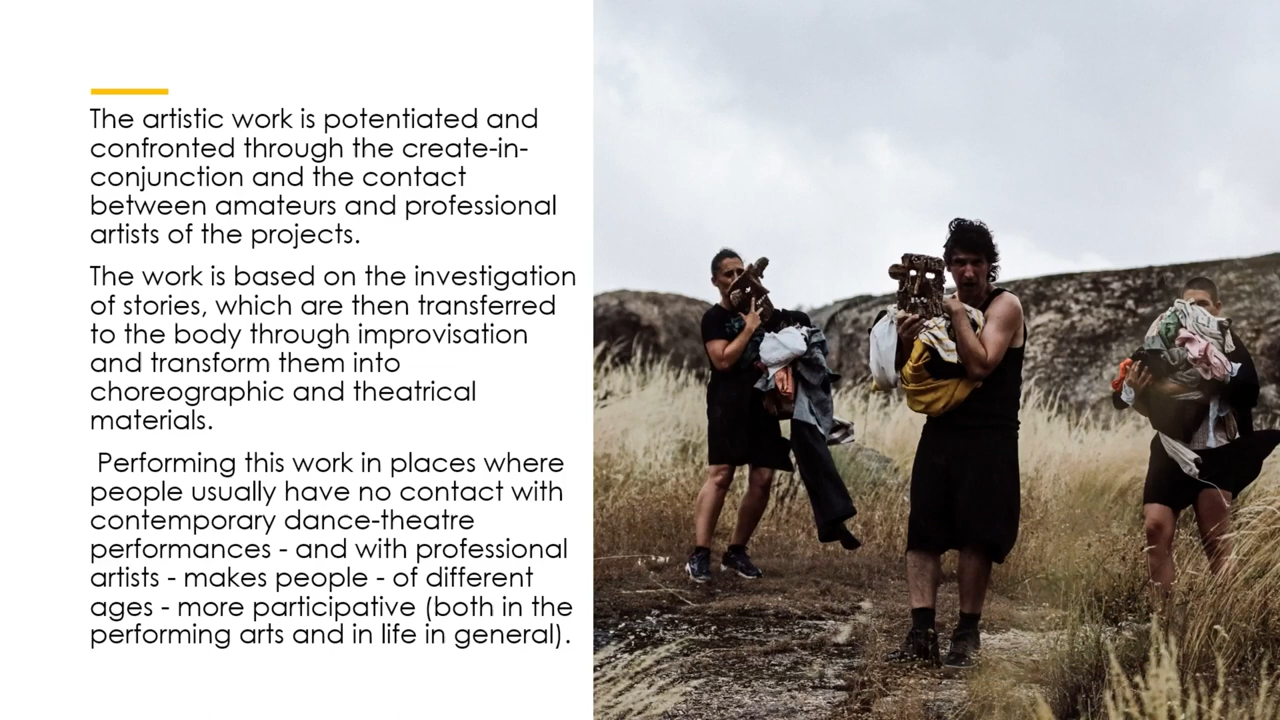 The artistic work is potentiated and
confronted through the create-in-
conjunction and the contact
between amateurs and professional
artists of the projects.
The work is based on the investigation
of stories, which are then transferred
to the body through improvisation
and transform them into
choreographic and theatrical
materials.
Performing this work in places where
people usually have no contact with
contemporary dance-theatre
performances - and with professional
artists - makes people - of different
ages - more participative (both in the
performing arts and in life in general).